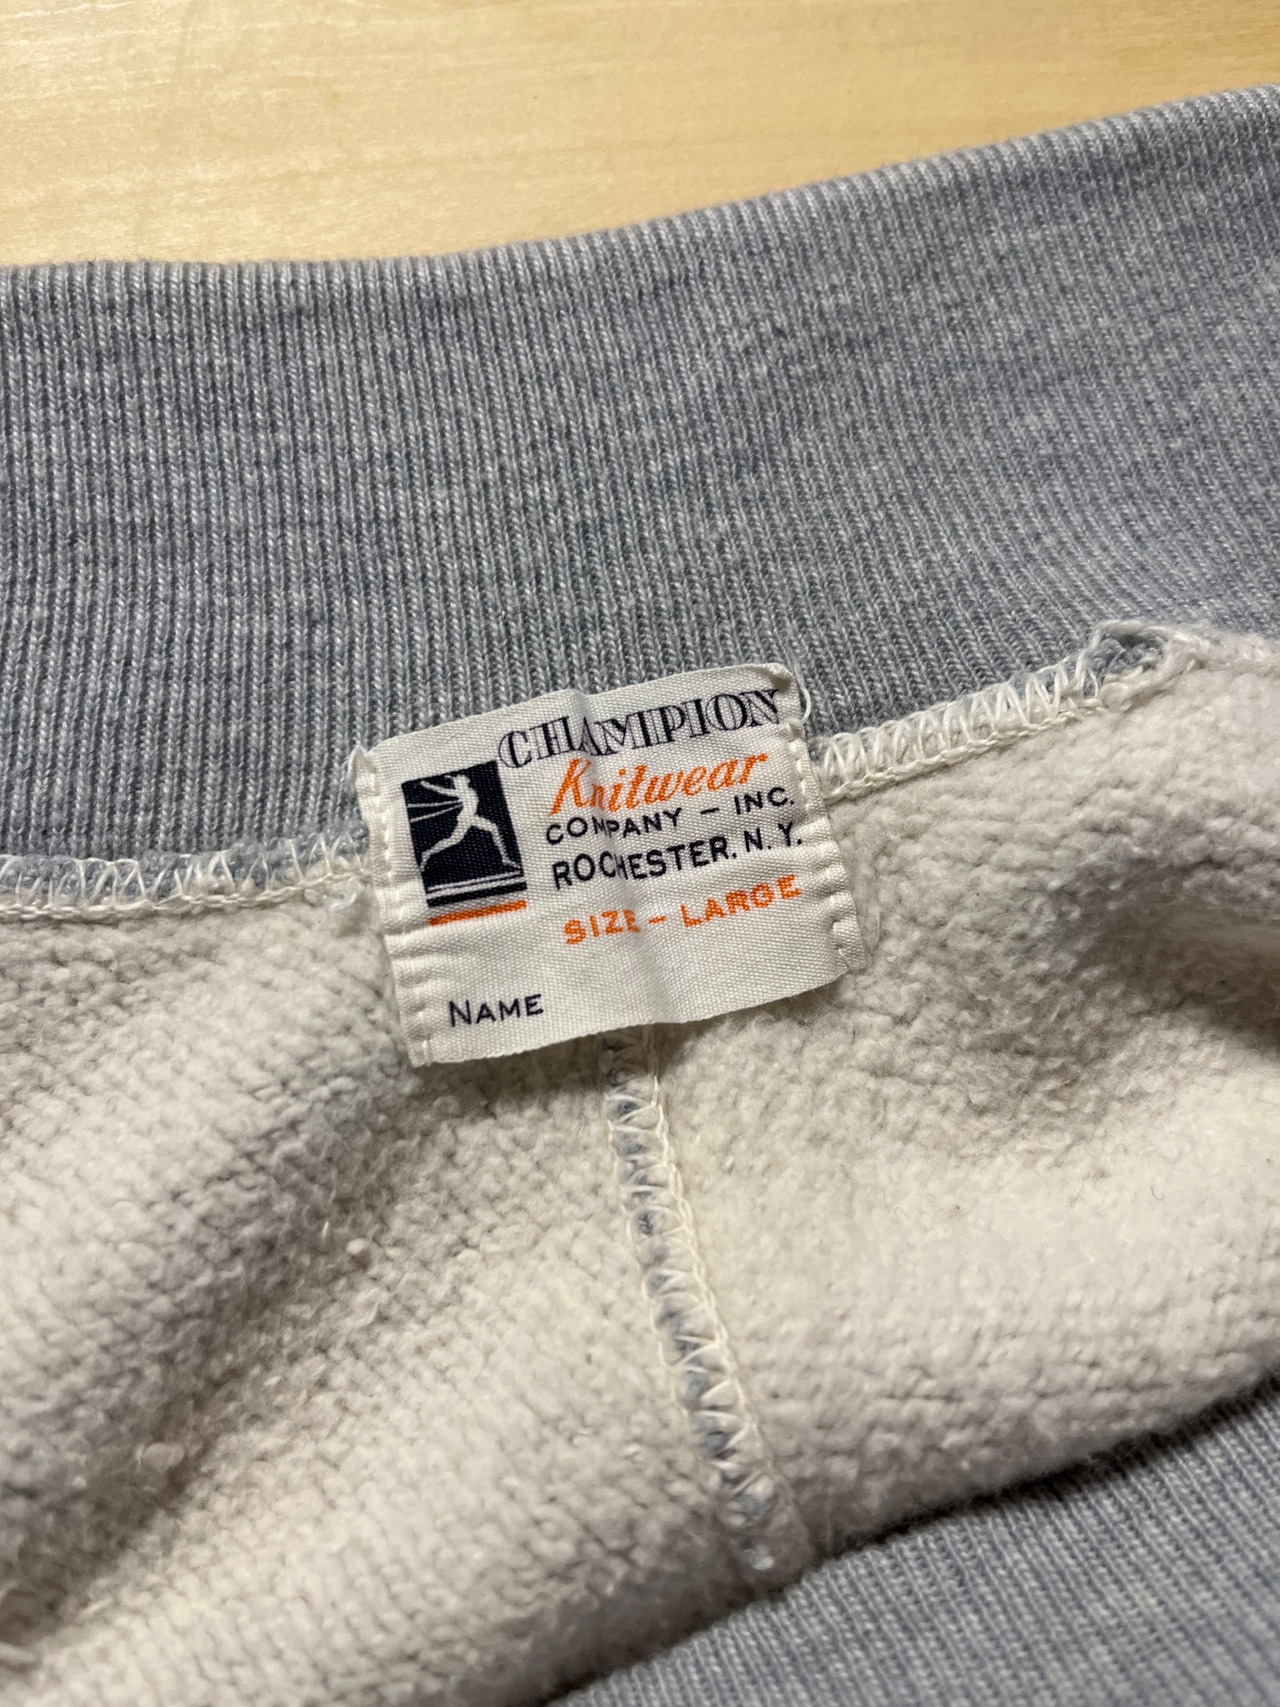 CHAMPION
Knitwear
COMPANY - INC.
ROCHESTER, N.Y.
SIZE - LARGE
NAME